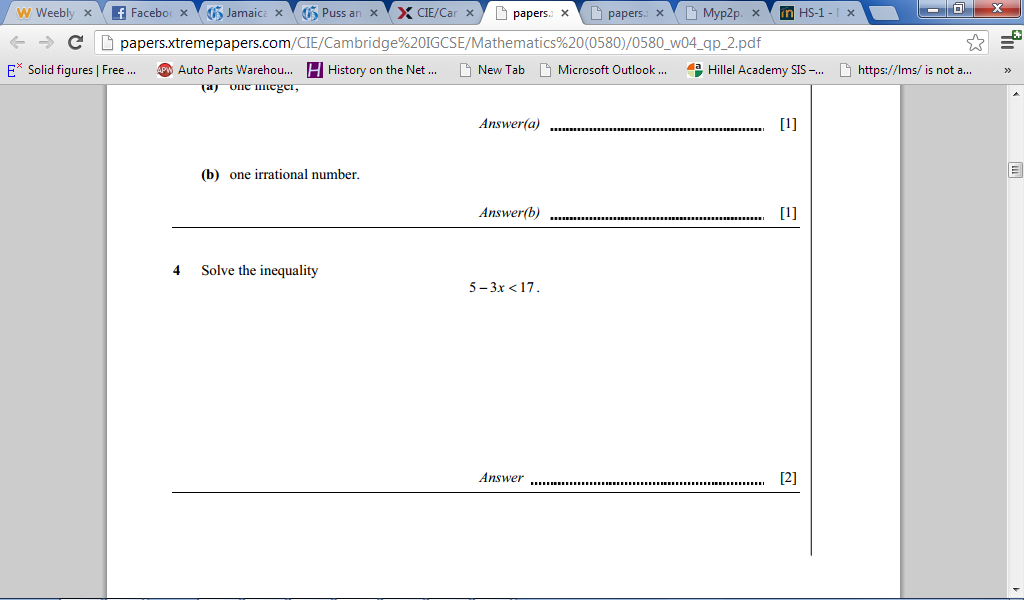 Weebly
Facebo
Jamaica
Puss an
CIE/Car
papers.
papers.
Myp2p.
in HS-1 -
papers.xtremepapers.com/CIE/Cambridge%20IGCSE/Mathematics%20(0580)/0580_w04_qp_2.pdf
Solid figures | Free ... Auto Parts Warehou... History on the Net ... New Tab Microsoft Outlook ... Hillel Academy SIS –... https://lms/ is not a... »
(a) one integer,
Answer(a) ................................ [1]
(b) one irrational number.
Answer(b) ................................ [1]
4 Solve the inequality
5 – 3x < 17 .
Answer ................................ [2]